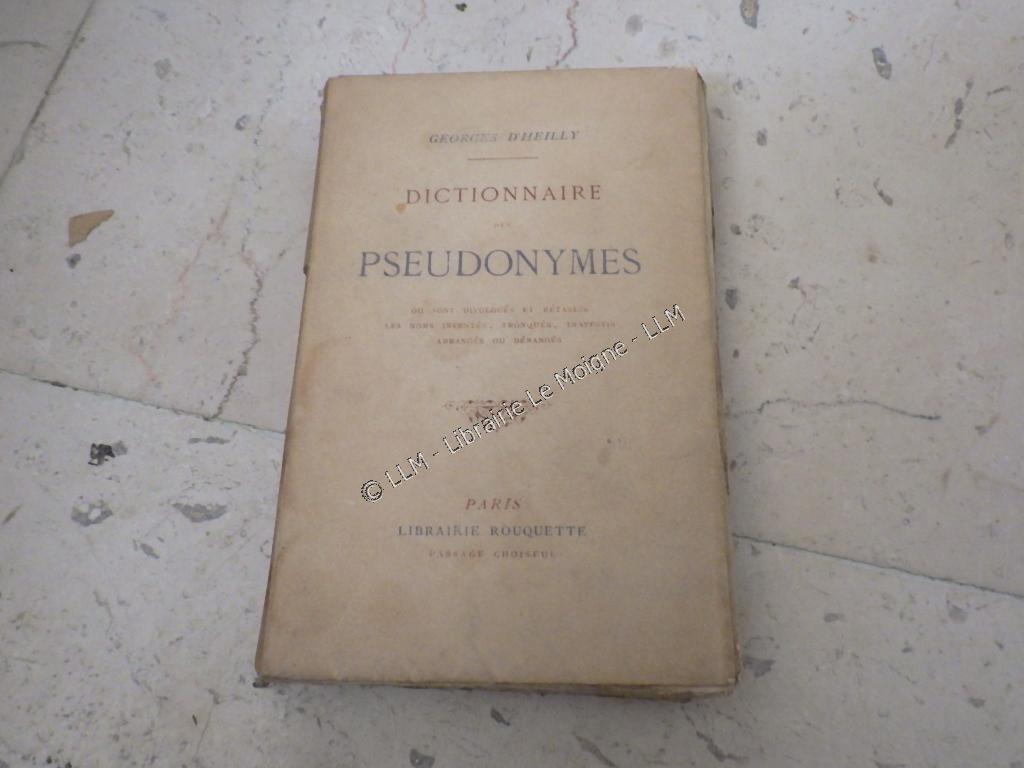 GEORGES D'HEILLY
DICTIONNAIRE
DES
PSEUDONYMES
OU SONT DIVULGUÉS ET RÉTABLIS
LES NOMS INVENTÉS, TRONQUÉS, TRAVESTIS
ARRANGÉS OU DÉRANGÉS
© LLM - Librairie Le Moigne - LLM
PARIS
LIBRAIRIE ROUQUETTE
PASSAGE CHOISEUL